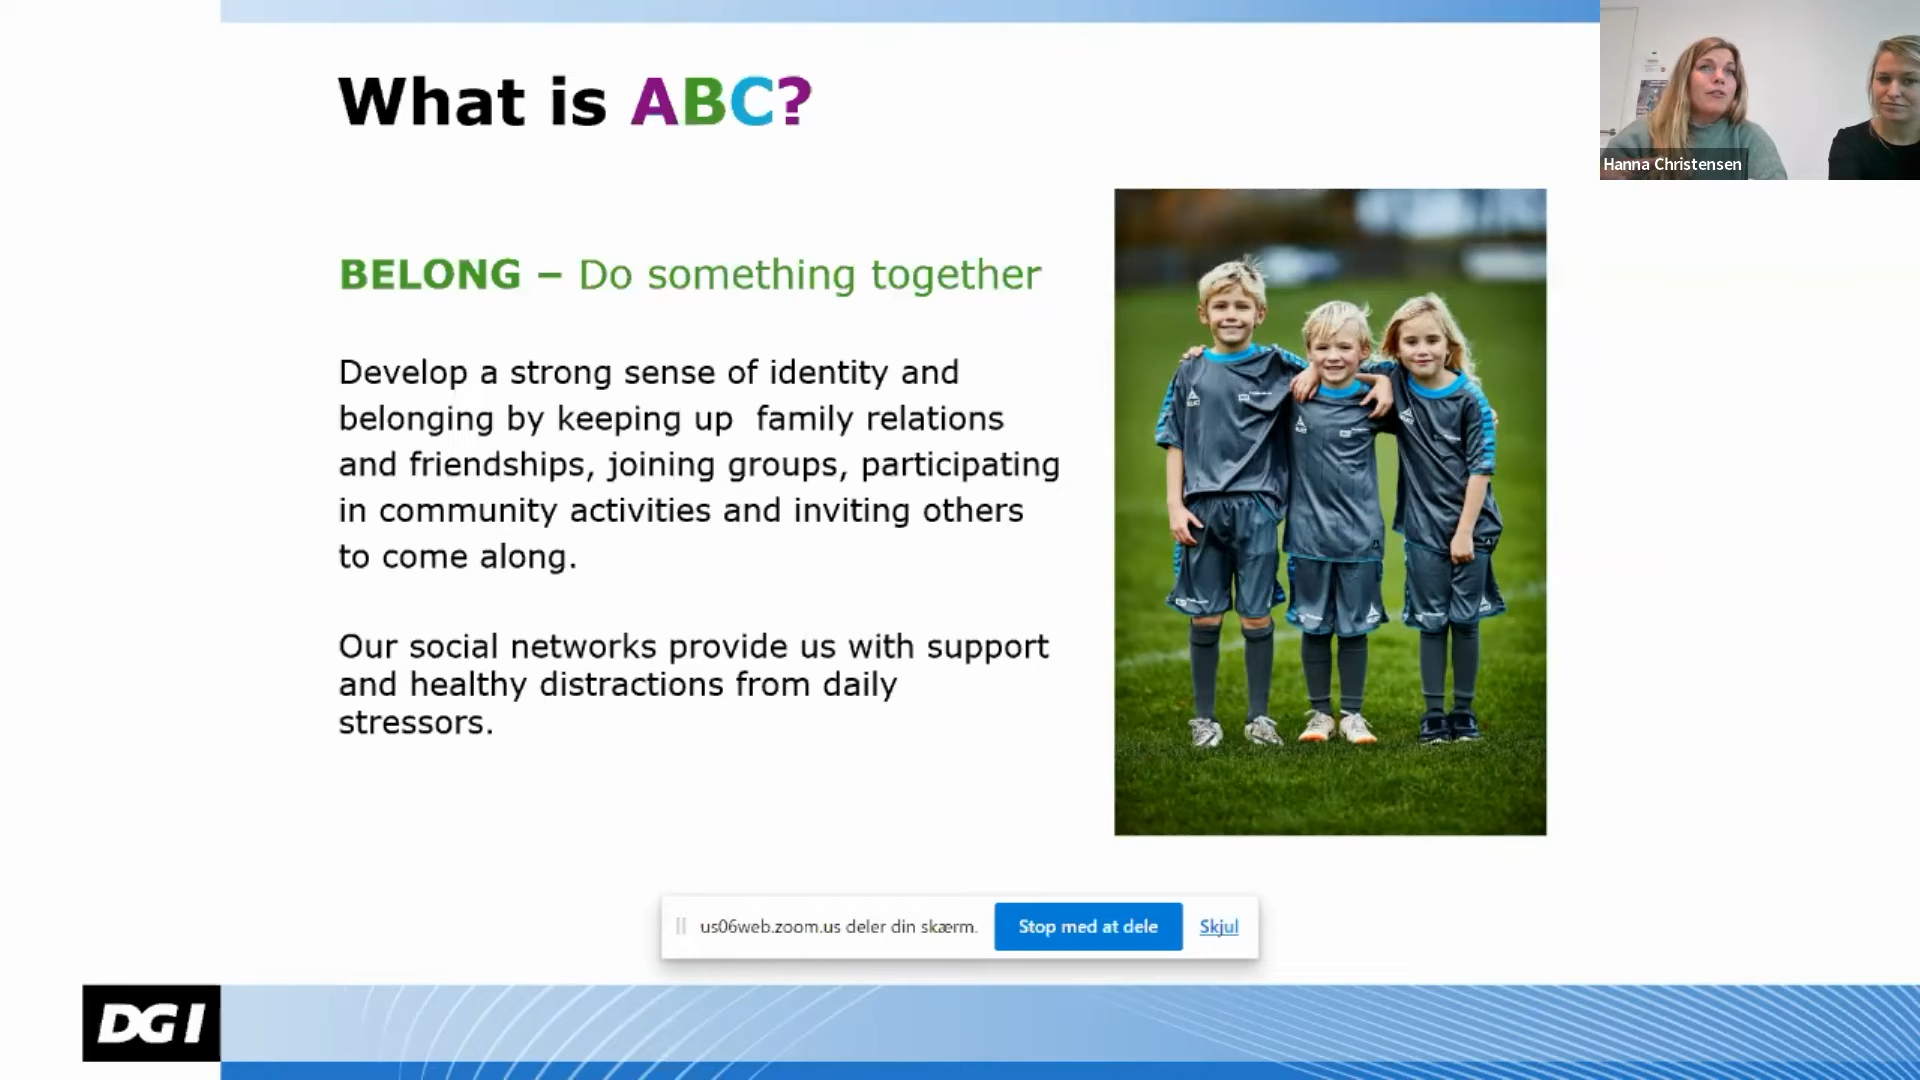 What is ABC?
Hanna Christensen
BELONG – Do something together
Develop a strong sense of identity and
belonging by keeping up  family relations
and friendships, joining groups, participating
in community activities and inviting others
to come along.
Our social networks provide us with support
and healthy distractions from daily
stressors.
us06web.zoom.us deler din skærm.
Stop med at dele
Skjul
DGI